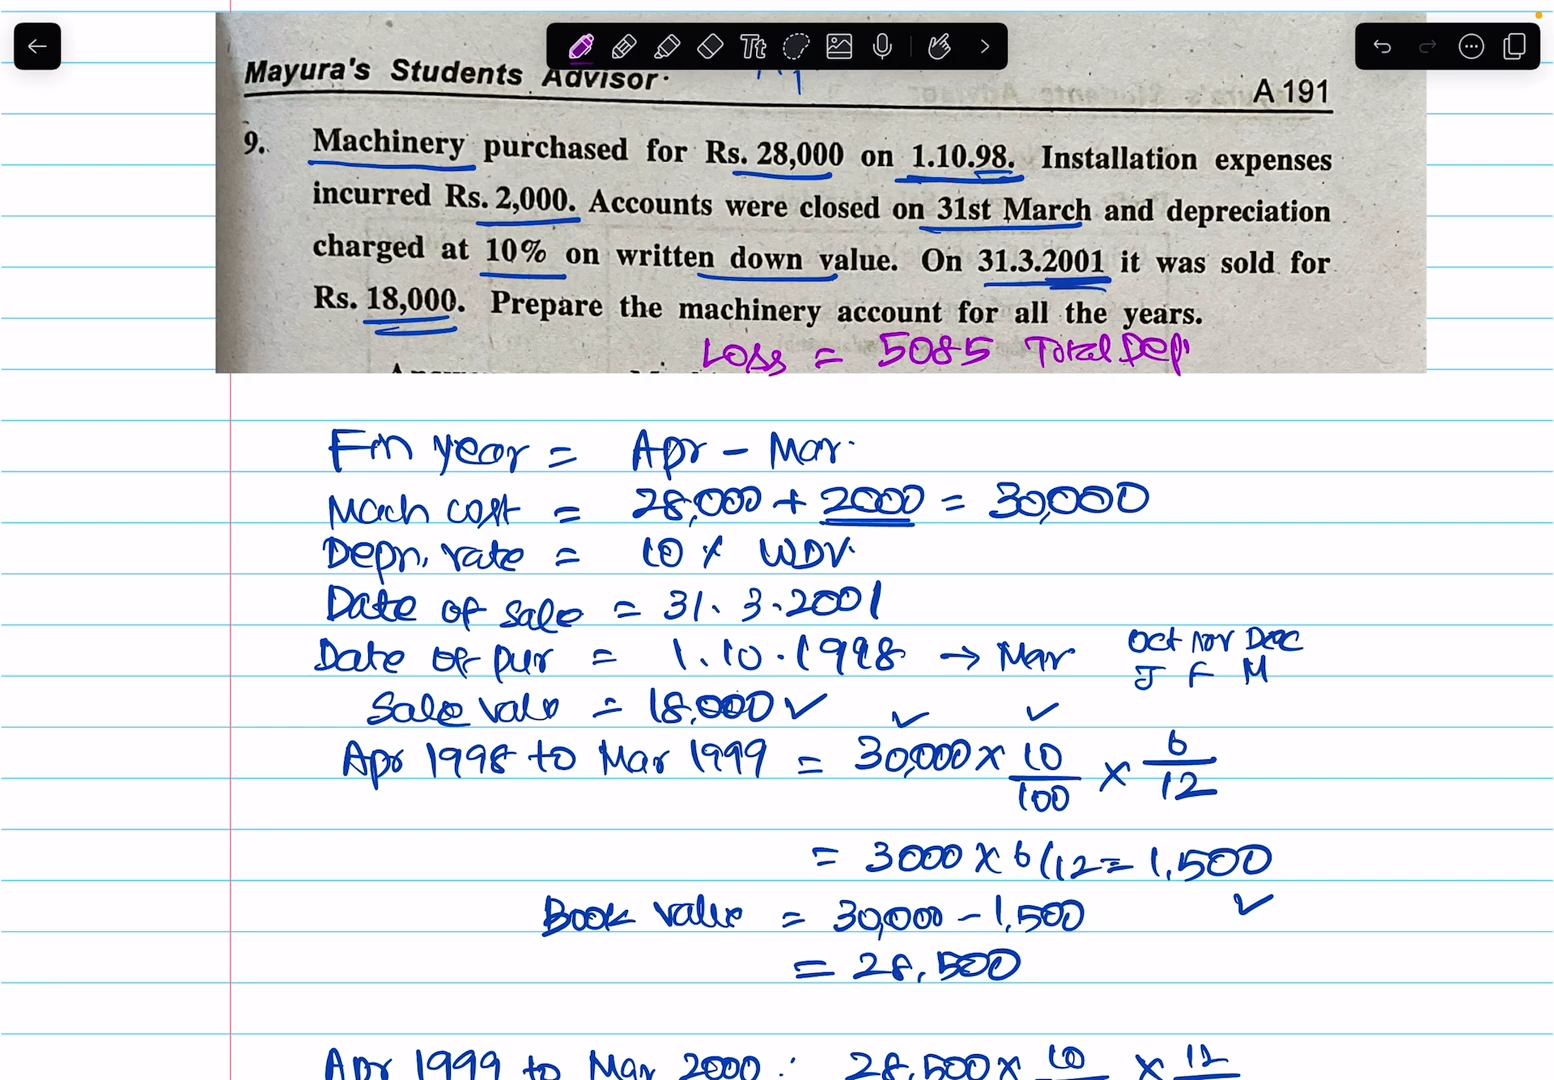 Mayura's Students Advisor.
A 191
9. Machinery purchased for Rs. 28,000 on 1.10.98. Installation expenses
incurred Rs. 2,000. Accounts were closed on 31st March and depreciation
charged at 10% on written down value. On 31.3.2001 it was sold for
Rs. 18,000. Prepare the machinery account for all the years.
Loss = 5085 Total Dep
Fin year = Apr - Mar.
Mach cost = 28,000 + 2000 = 30,000
Depn. rate = 10 % WDV.
Date of sale = 31.3.2001
Date of pur = 1.10.1998 → Mar Oct Nov Dec
J F M
Sale valu = 18,000 ✓
Apr 1998 to Mar 1999 = 30,000 x 10/100 x 6/12
= 3000 x 6/12 = 1,500
Book value = 30,000 - 1,500
= 28,500
Apr 1999 to Mar 2000 : 28,500 x 10 x 12